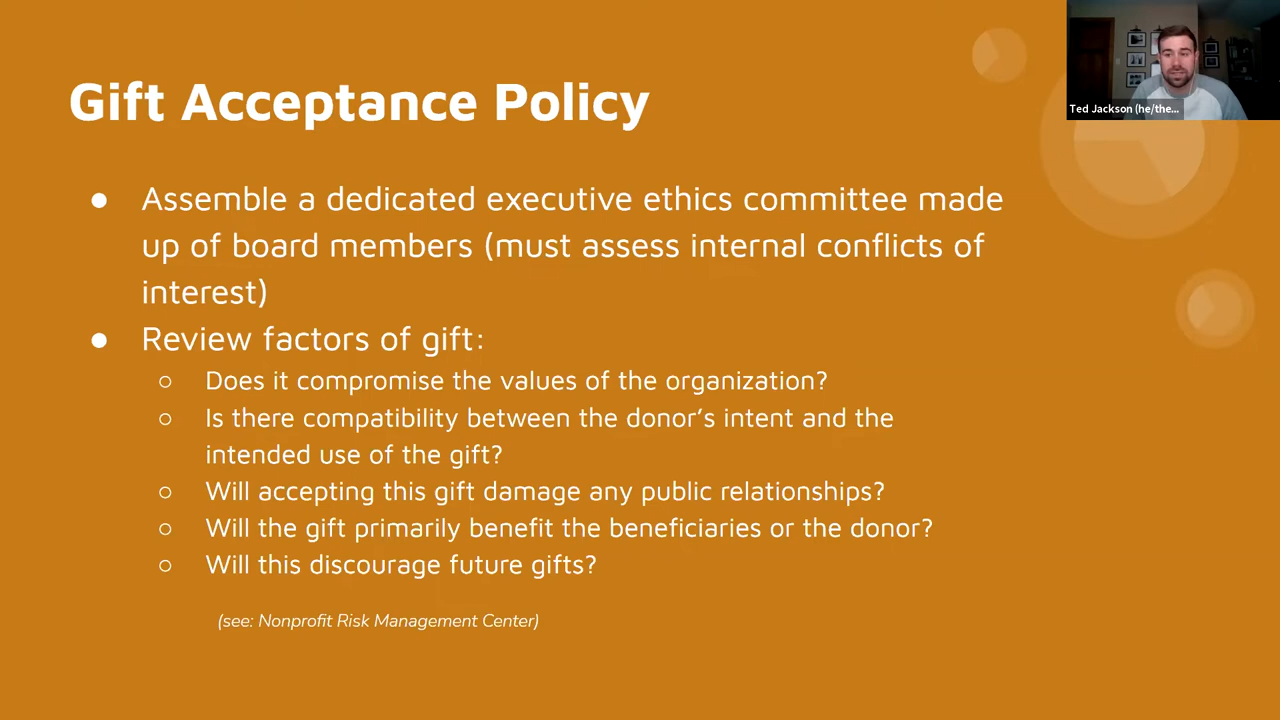 Gift Acceptance Policy
Ted Jackson (he/the...
● Assemble a dedicated executive ethics committee made
up of board members (must assess internal conflicts of
interest)
● Review factors of gift:
○ Does it compromise the values of the organization?
○ Is there compatibility between the donor’s intent and the
intended use of the gift?
○ Will accepting this gift damage any public relationships?
○ Will the gift primarily benefit the beneficiaries or the donor?
○ Will this discourage future gifts?
(see: Nonprofit Risk Management Center)